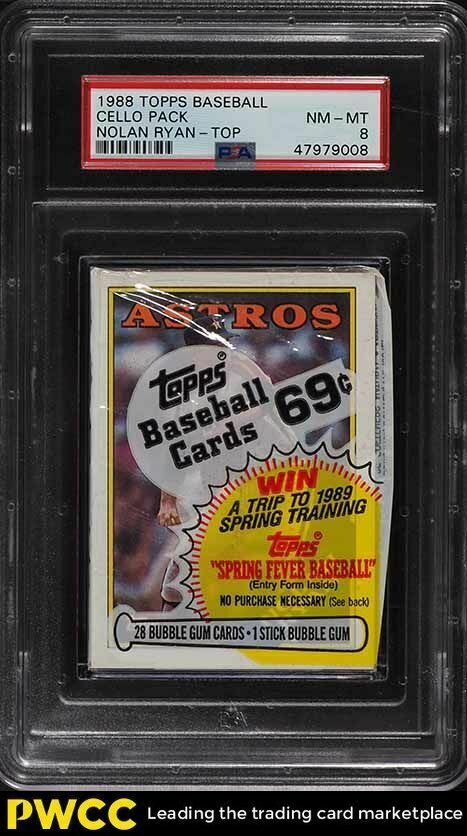 1988 TOPPS BASEBALL
CELLO PACK NM - MT
NOLAN RYAN - TOP 8
PSA 47979008
ASTROS
Topps®
Baseball 69¢
Cards
WIN
A TRIP TO 1989
SPRING TRAINING
Topps®
"SPRING FEVER BASEBALL"
(Entry Form Inside)
NO PURCHASE NECESSARY (See back)
28 BUBBLE GUM CARDS • 1 STICK BUBBLE GUM
PSA
PWCC Leading the trading card marketplace